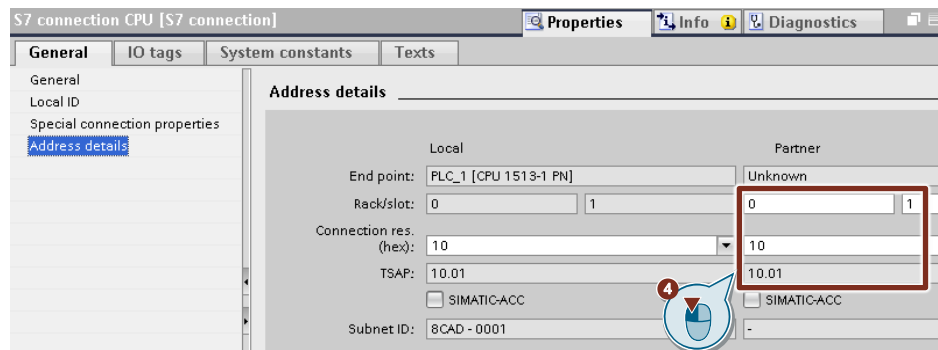 S7 connection CPU [S7 connection]
Properties
Info
Diagnostics
General
IO tags
System constants
Texts
General
Local ID
Special connection properties
Address details
Address details
Local
Partner
End point:
PLC_1 [CPU 1513-1 PN]
Unknown
Rack/slot:
0
1
0
1
Connection res.
(hex):
10
10
TSAP:
10.01
10.01
SIMATIC-ACC
4
SIMATIC-ACC
Subnet ID:
8CAD - 0001
-